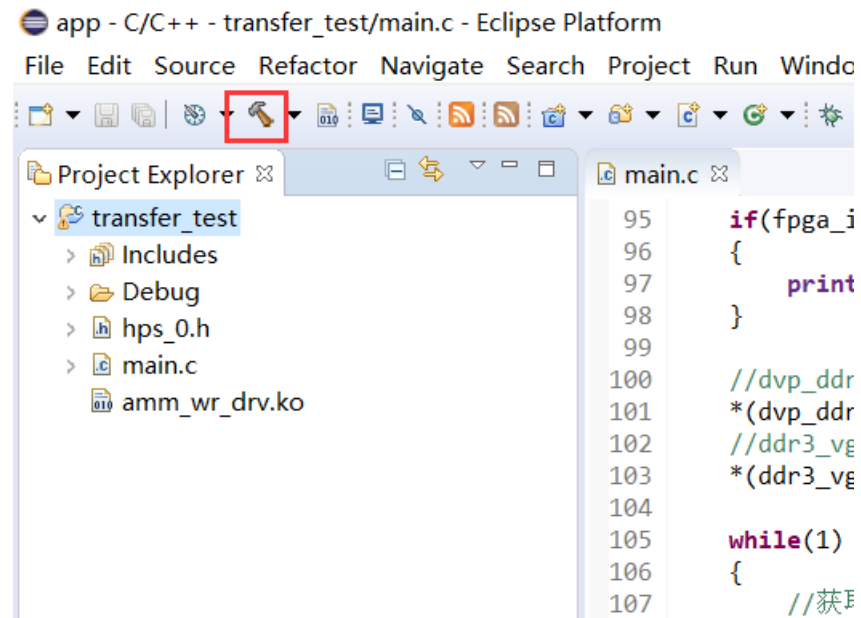 app - C/C++ - transfer_test/main.c - Eclipse Platform
File Edit Source Refactor Navigate Search Project Run
Project Explorer
main.c
transfer_test
Includes
Debug
hps_0.h
main.c
amm_wr_drv.ko
95 if(fpga_i
96 {
97 print
98 }
99
100 //dvp_ddr
101 *(dvp_ddr
102 //ddr3_vg
103 *(ddr3_vg
104
105 while(1)
106 {
107 //获